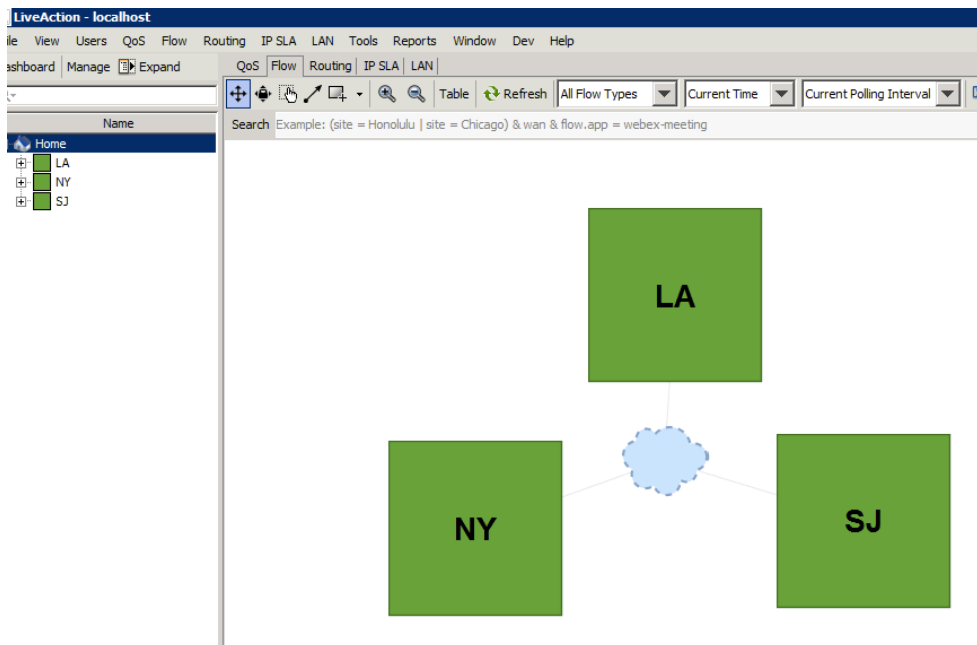 LiveAction - localhost
ile View Users QoS Flow Routing IP SLA LAN Tools Reports Window Dev Help
ashboard Manage Expand
QoS Flow Routing IP SLA LAN
Table Refresh All Flow Types Current Time Current Polling Interval
Name
Search Example: (site = Honolulu | site = Chicago) & wan & flow.app = webex-meeting
Home
LA
NY
SJ
LA
NY
SJ